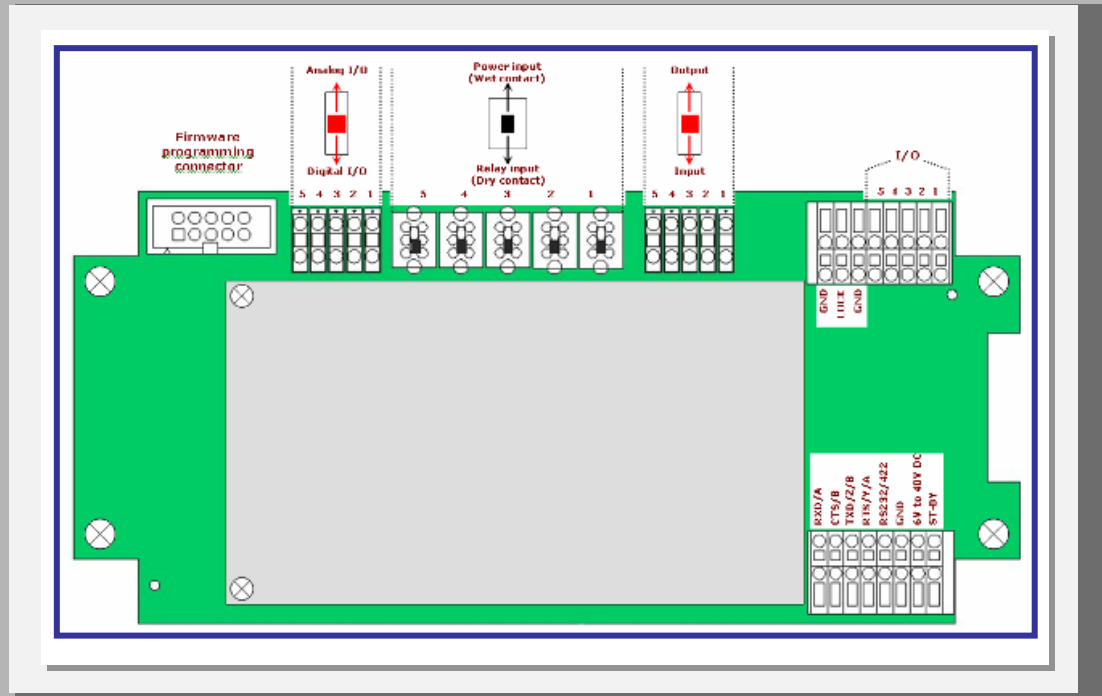 Analog I/O
Power input
(Wet contact)
Output
Firmware
programming
connector
Digital I/O
Relay input
(Dry contact)
Input
I/O
5 4 3 2 1
5 4 3 2 1
5 4 3 2 1
5 4 3 2 1
GND
LOCK
GND
RXD/A
CTS/B
TXD/Z/B
RTS/Y/A
RS232/422
GND
6V to 40V DC
ST-BY